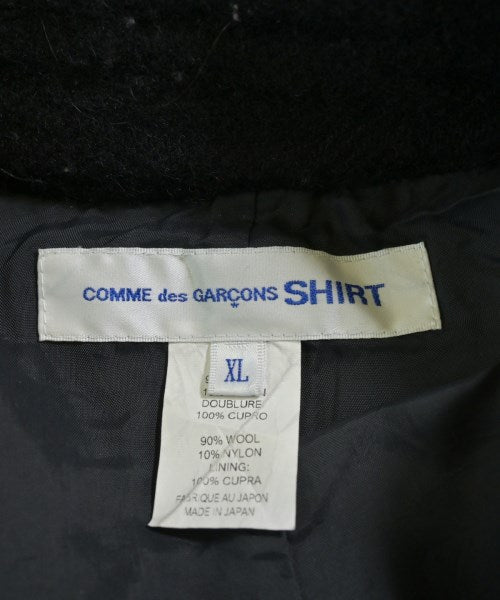 COMME des GARÇONS SHIRT
*
XL
DOUBLURE
100% CUPRO
90% WOOL
10% NYLON
LINING:
100% CUPRA
FABRIQUE AU JAPON
MADE IN JAPAN